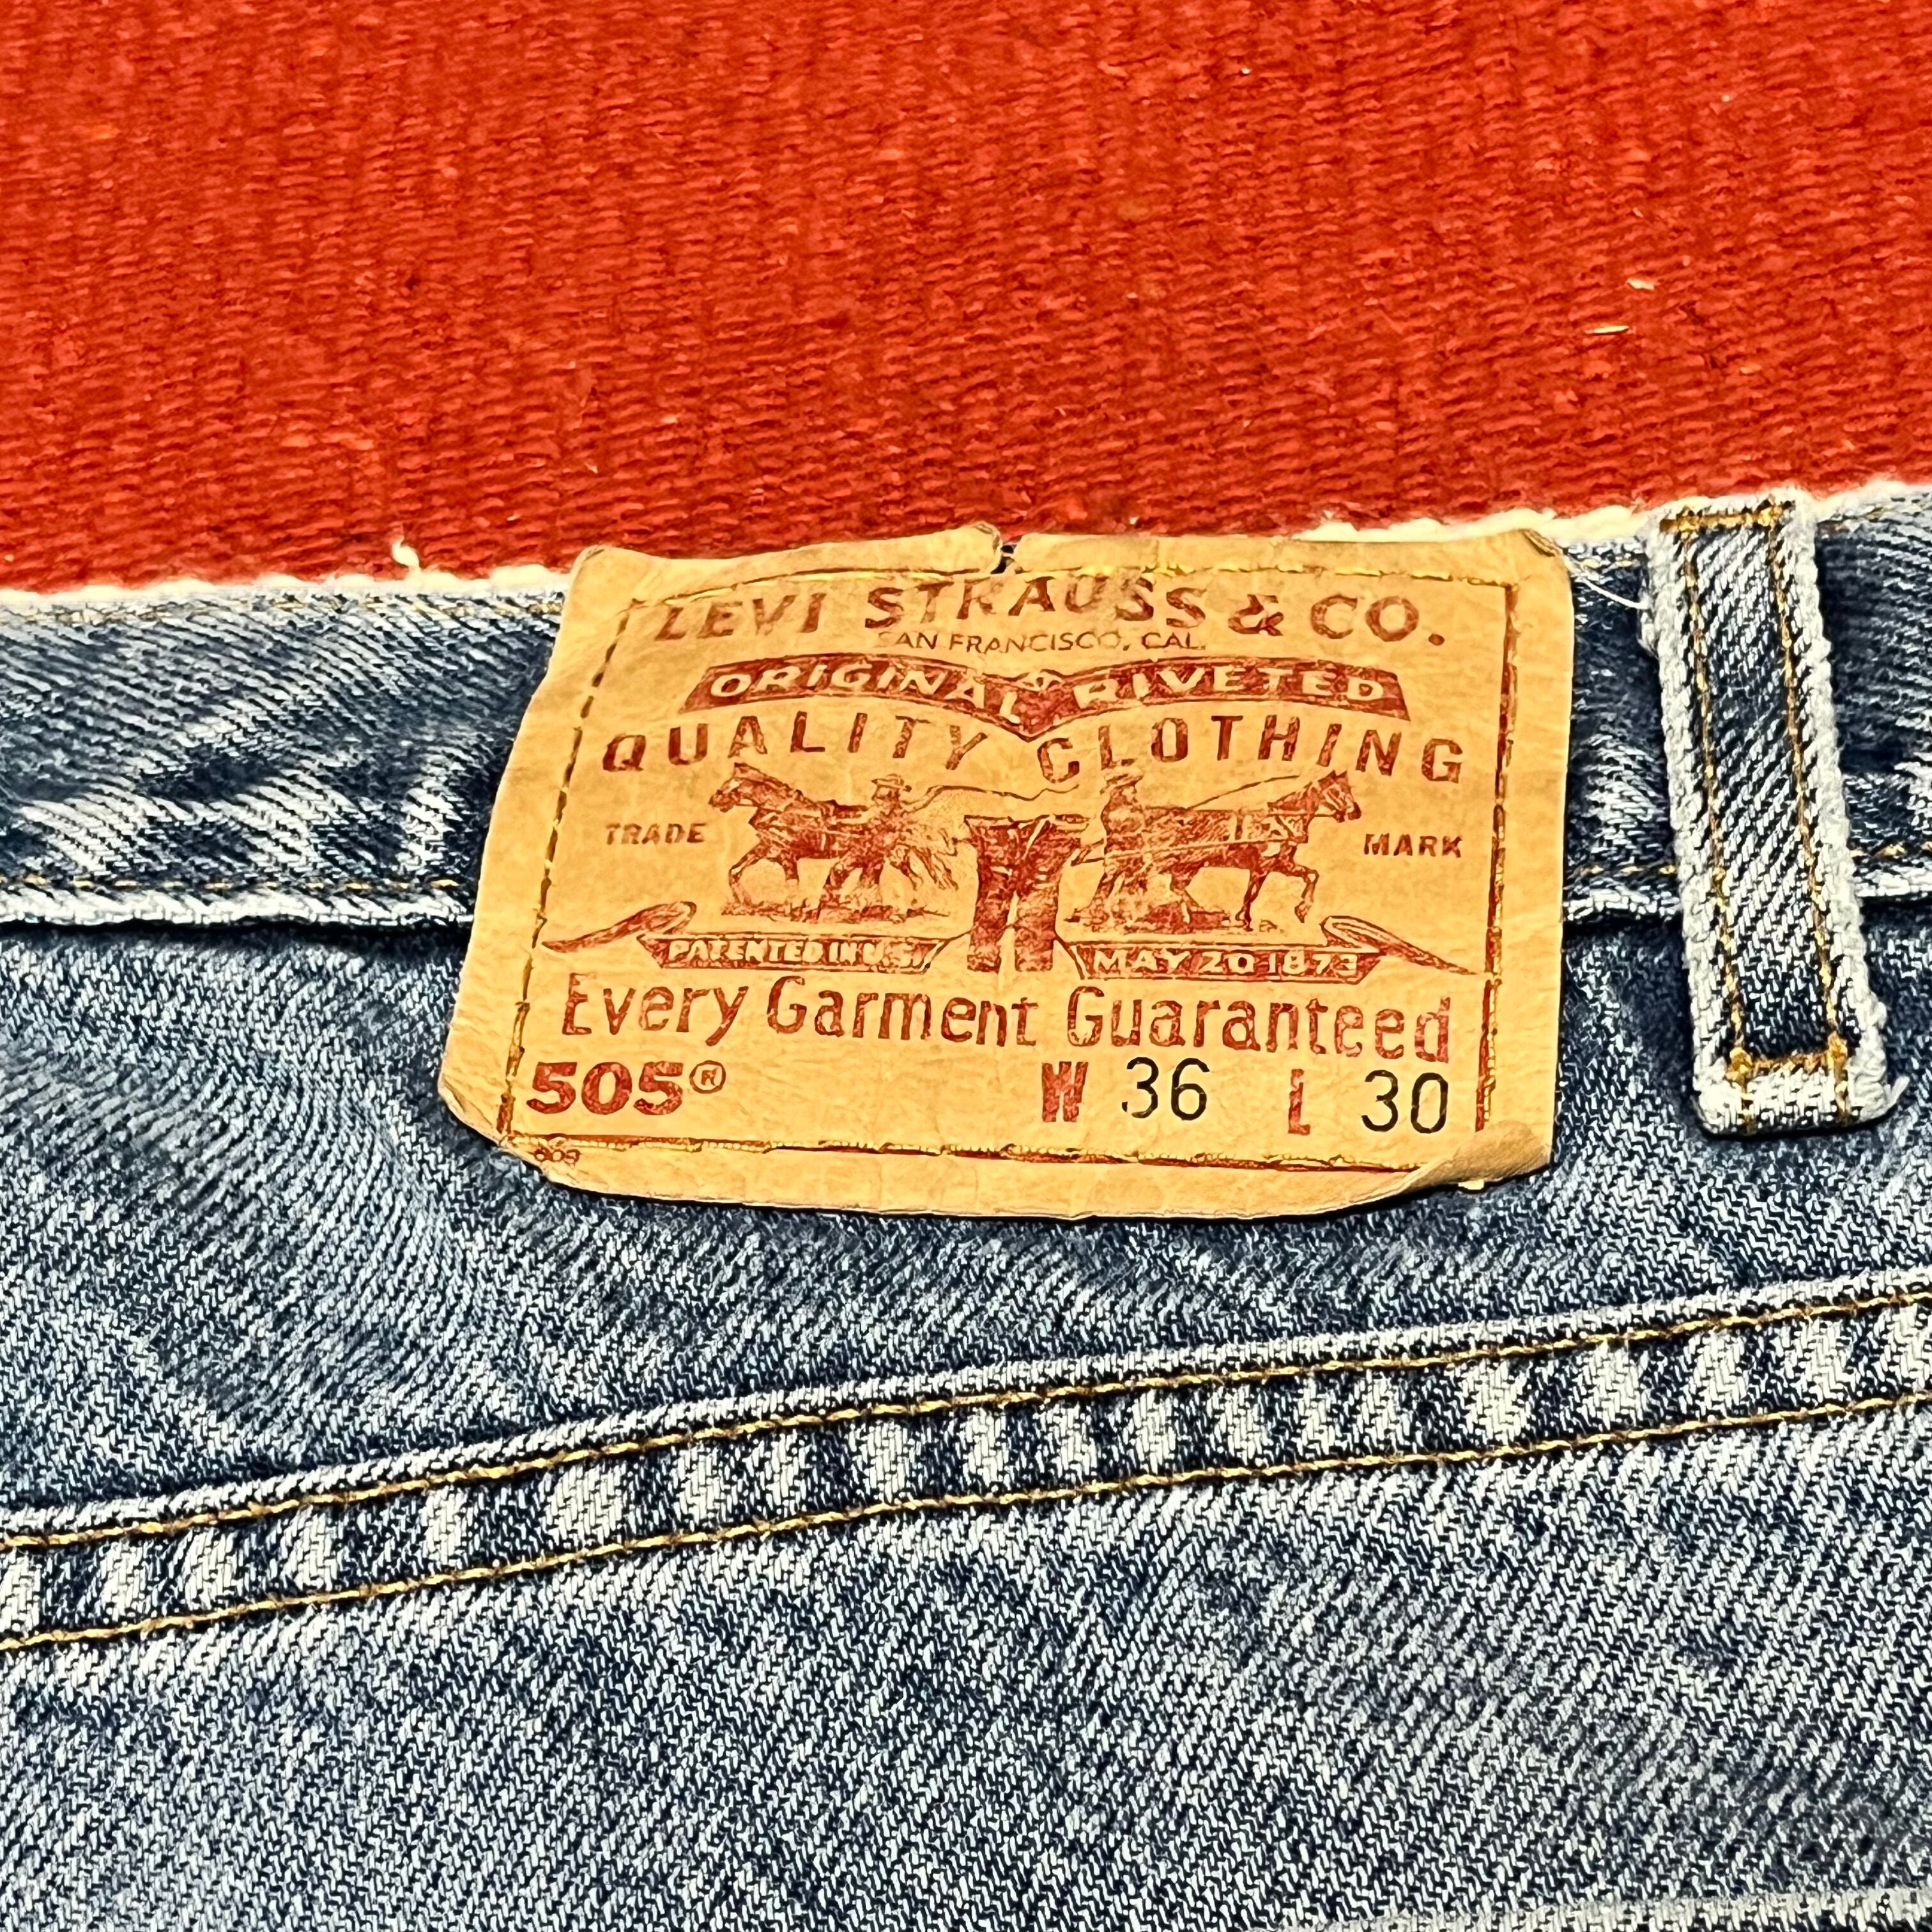 LEVI STRAUSS & CO.
SAN FRANCISCO, CAL.
ORIGINAL RIVETED
QUALITY CLOTHING
TRADE MARK
PATENTED IN U.S. MAY 20 1873
Every Garment Guaranteed
505® W 36 L 30